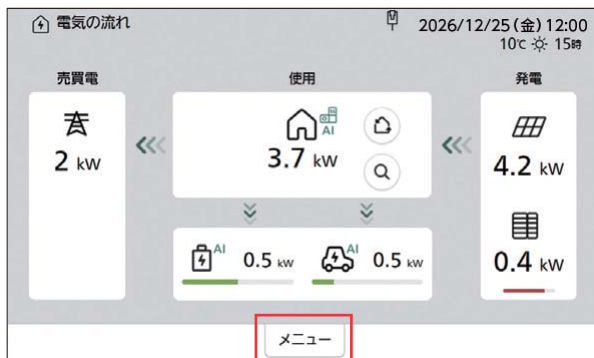 電気の流れ
2026/12/25(金)12:00
10℃ 15時
売買電
使用
発電
2 kW
AI
3.7 kW
4.2 kW
AI 0.5 kW
AI 0.5 kW
0.4 kW
メニュー